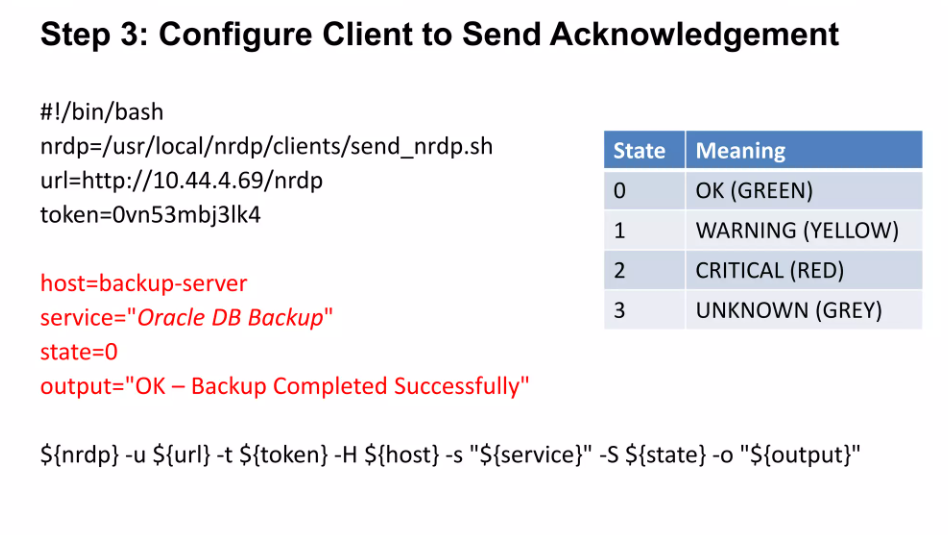 Step 3: Configure Client to Send Acknowledgement
#!/bin/bash
nrdp=/usr/local/nrdp/clients/send_nrdp.sh
url=http://10.44.4.69/nrdp
token=0vn53mbj3lk4
host=backup-server
service="Oracle DB Backup"
state=0
output="OK – Backup Completed Successfully"
${nrdp} -u ${url} -t ${token} -H ${host} -s "${service}" -S ${state} -o "${output}"
State Meaning
0 OK (GREEN)
1 WARNING (YELLOW)
2 CRITICAL (RED)
3 UNKNOWN (GREY)